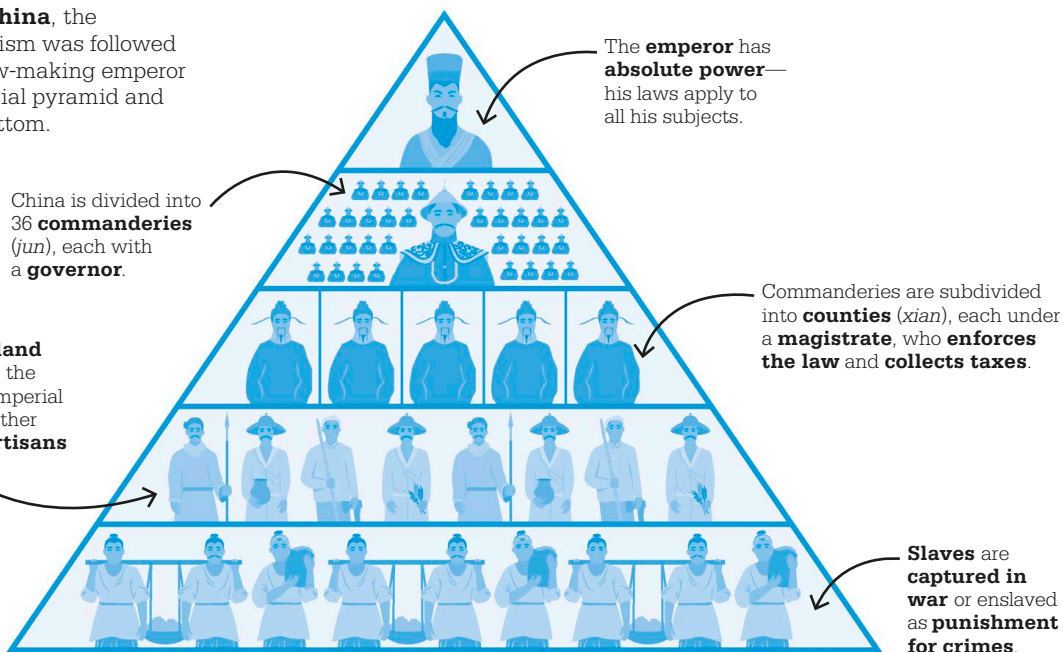 China, the
ism was followed
w-making emperor
ial pyramid and
ttom.
The emperor has
absolute power—
his laws apply to
all his subjects.
China is divided into
36 commanderies
(jun), each with
a governor.
Commanderies are subdivided
into counties (xian), each under
a magistrate, who enforces
the law and collects taxes.
land
the
mperial
ther
rtisans
Slaves are
captured in
war or enslaved
as punishment
for crimes.